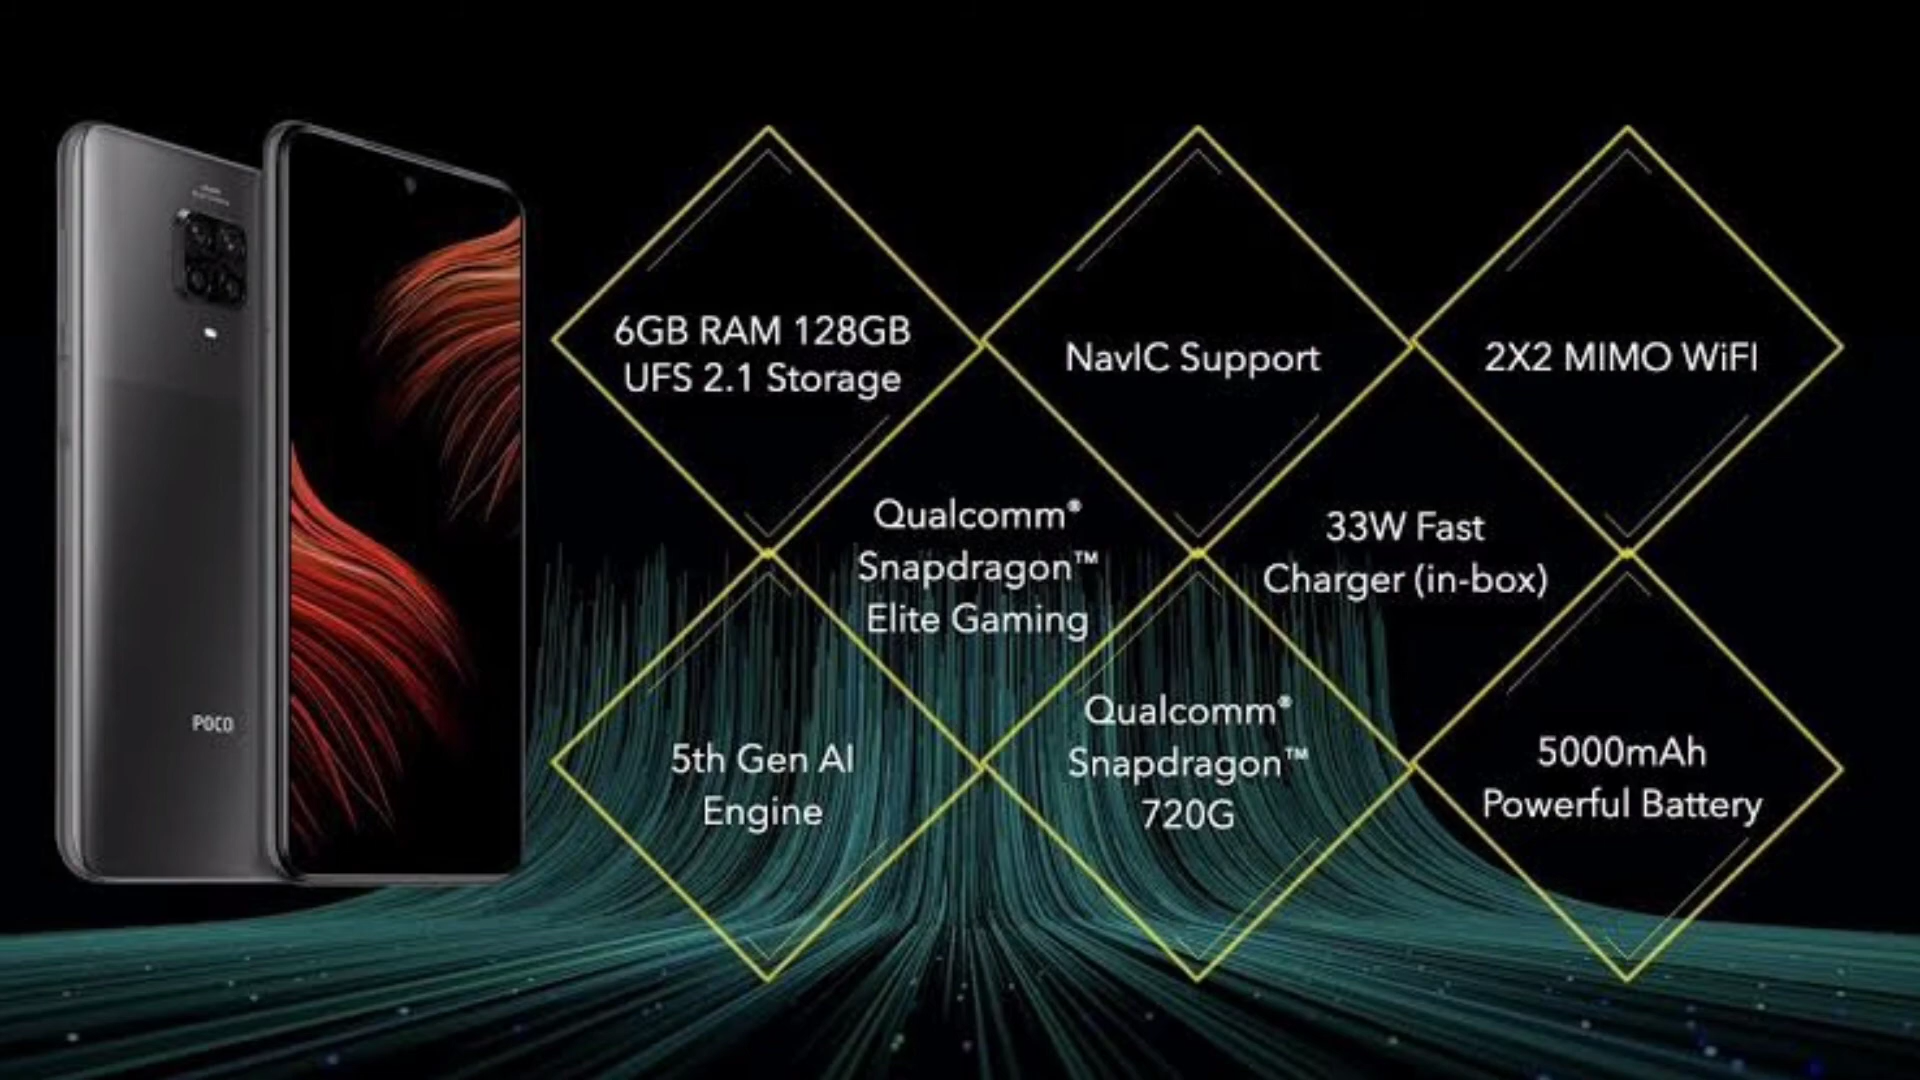 6GB RAM 128GB
UFS 2.1 Storage
NavIC Support
2X2 MIMO WiFI
Qualcomm®
Snapdragon™
Elite Gaming
33W Fast
Charger (in-box)
5th Gen AI
Engine
Qualcomm®
Snapdragon™
720G
5000mAh
Powerful Battery
POCO